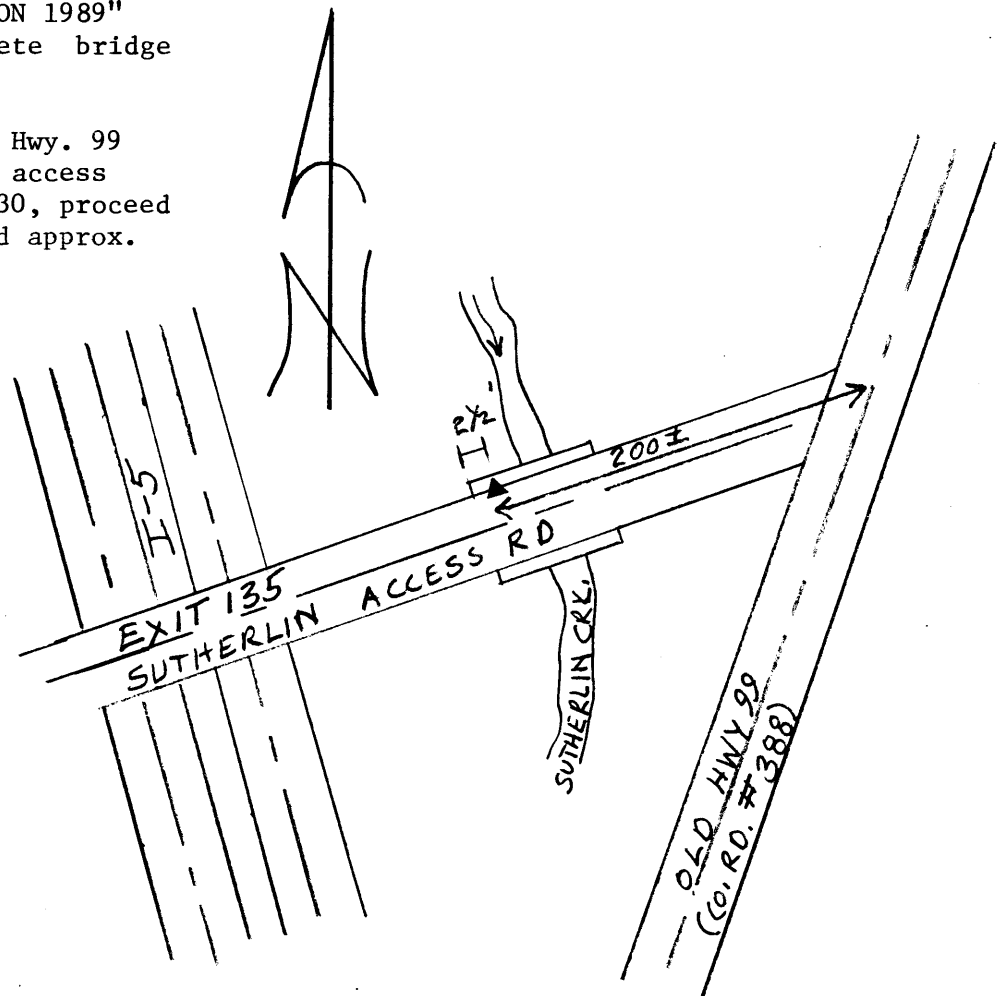 ON 1989"
ete bridge
Hwy. 99
access
30, proceed
d approx.
N
2½'
200±
I-5
EXIT 135
SUTHERLIN ACCESS RD
SUTHERLIN CRK.
OLD HWY 99
(CO. RD. #388)